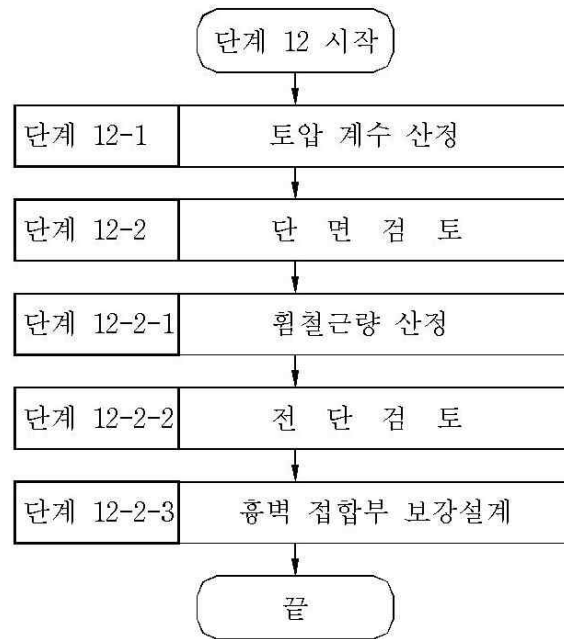 단계 12 시작
단계 12-1 토압 계수 산정
단계 12-2 단 면 검 토
단계 12-2-1 휨철근량 산정
단계 12-2-2 전 단 검 토
단계 12-2-3 흉벽 접합부 보강설계
끝